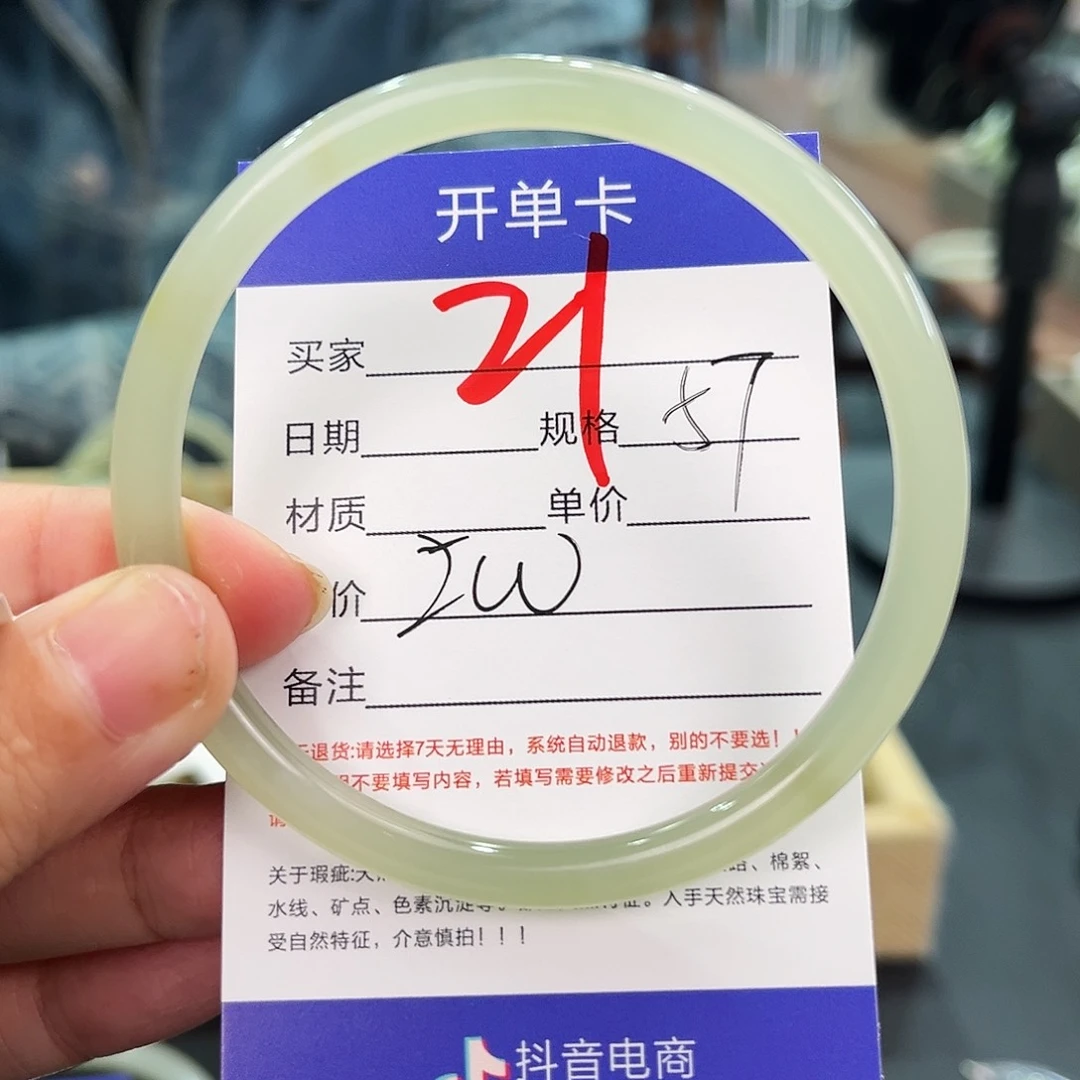 开单卡
买家 21
日期 规格 57
材质 单价
价
备注
退货:请选择7天无理由，系统自动退款，别的不要选！
不要填写内容，若填写需要修改之后重新提交
请
关于瑕疵:天 、棉絮、
水线、矿点、色素沉淀等 特征。入手天然珠宝需接
受自然特征，介意慎拍！！！
抖音电商